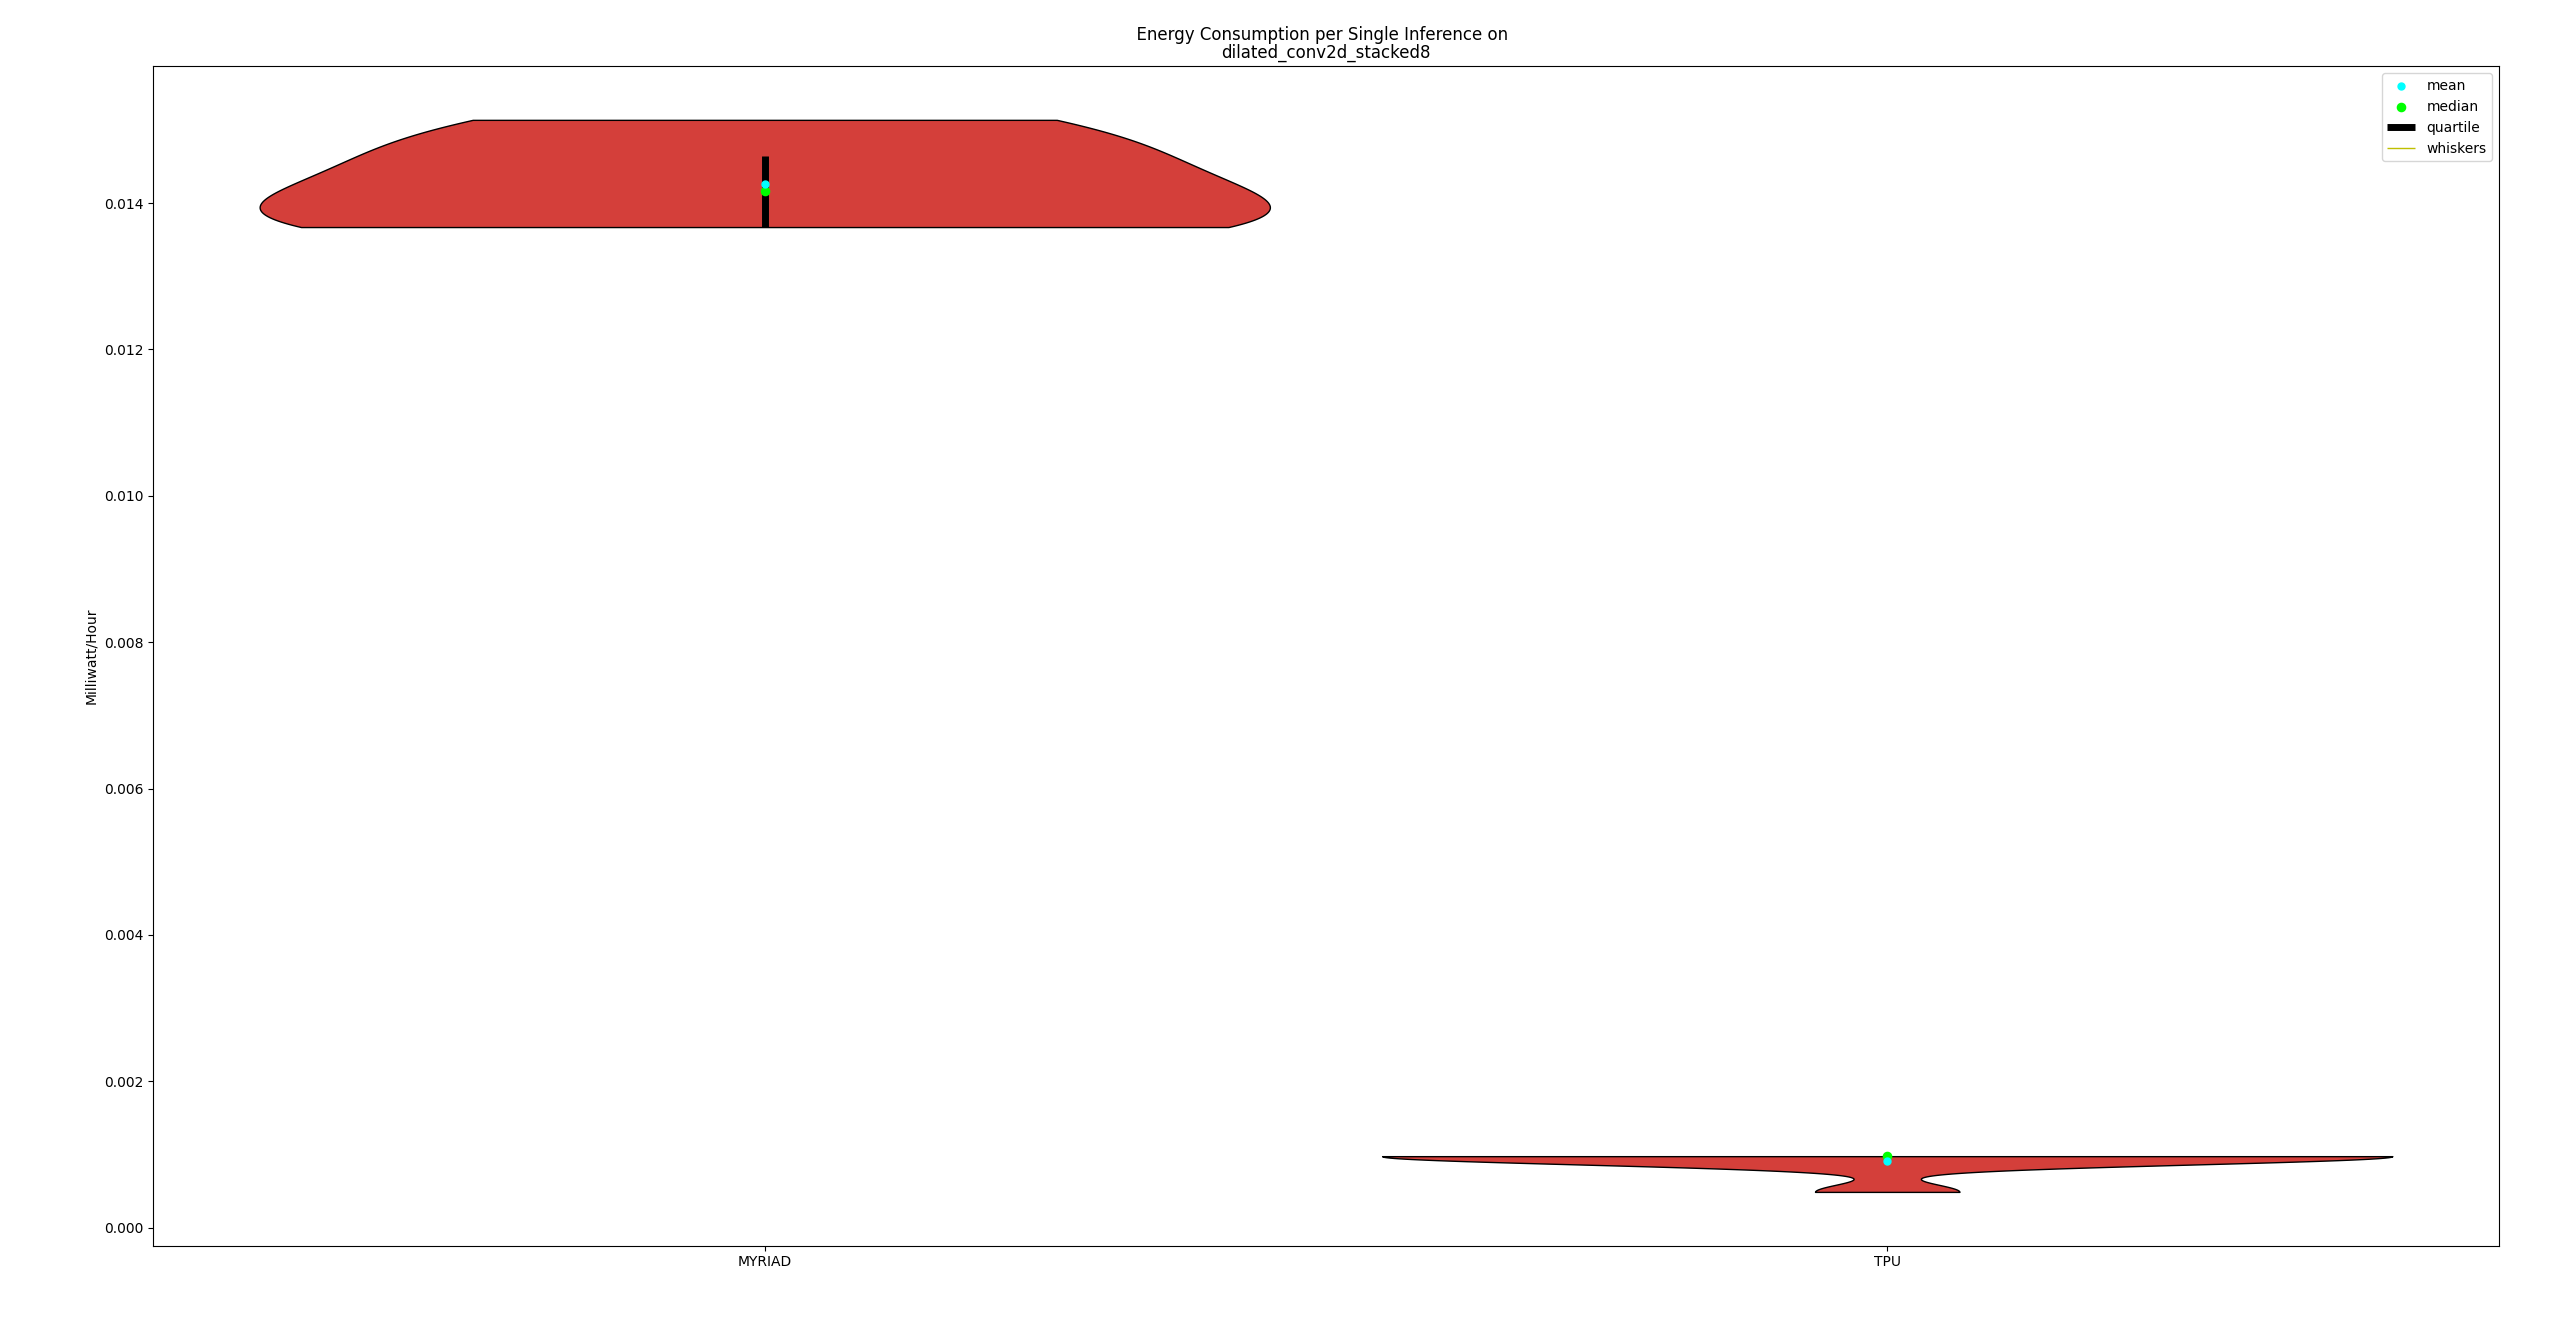 Energy Consumption per Single Inference on
dilated_conv2d_stacked8
mean
median
quartile
whiskers
Milliwatt/Hour
0.014
0.012
0.010
0.008
0.006
0.004
0.002
0.000
MYRIAD
TPU